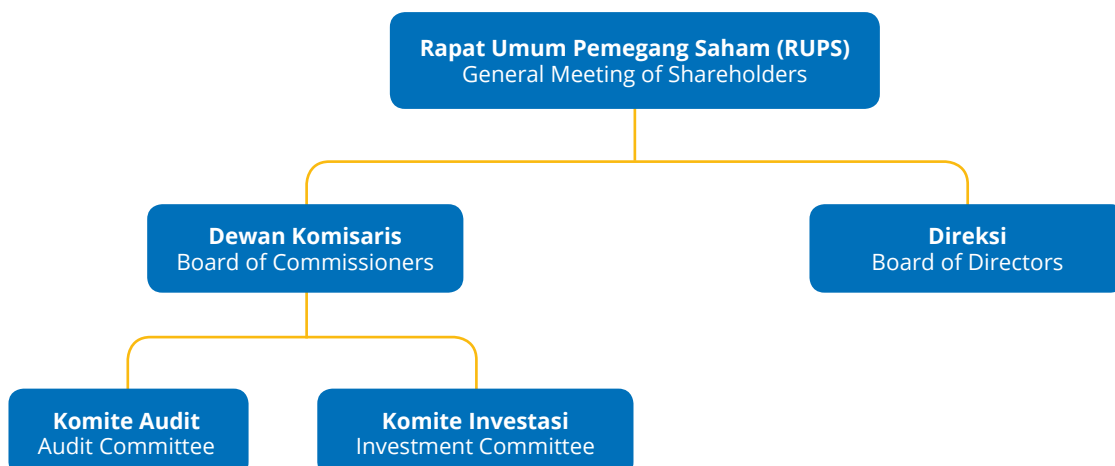 Rapat Umum Pemegang Saham (RUPS)
General Meeting of Shareholders
Dewan Komisaris
Board of Commissioners
Direksi
Board of Directors
Komite Audit
Audit Committee
Komite Investasi
Investment Committee